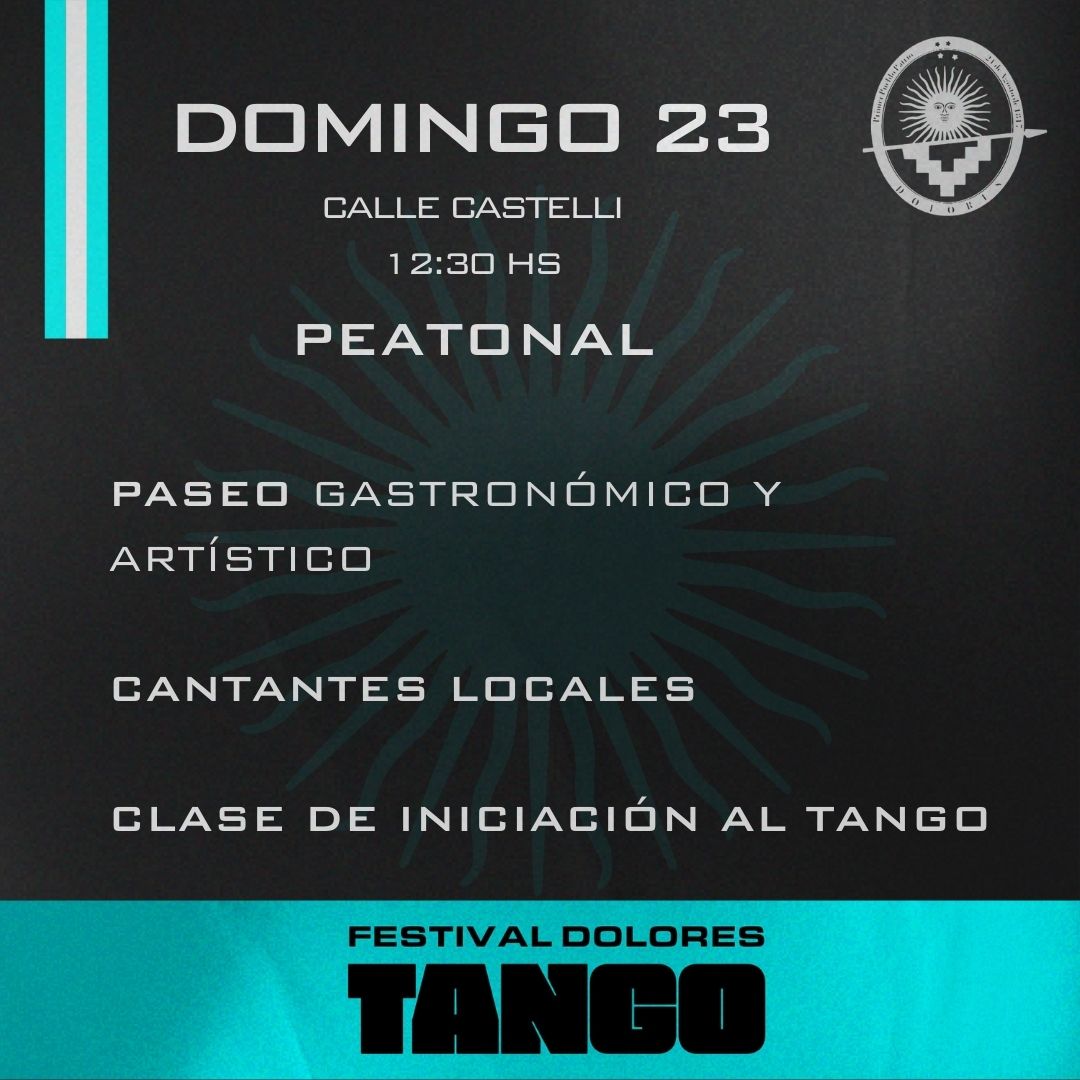 DOMINGO 23
CALLE CASTELLI
12:30 HS
PEATONAL
PASEO GASTRONÓMICO Y
ARTÍSTICO
CANTANTES LOCALES
CLASE DE INICIACIÓN AL TANGO
FESTIVAL DOLORES
TANGO
DOLORES